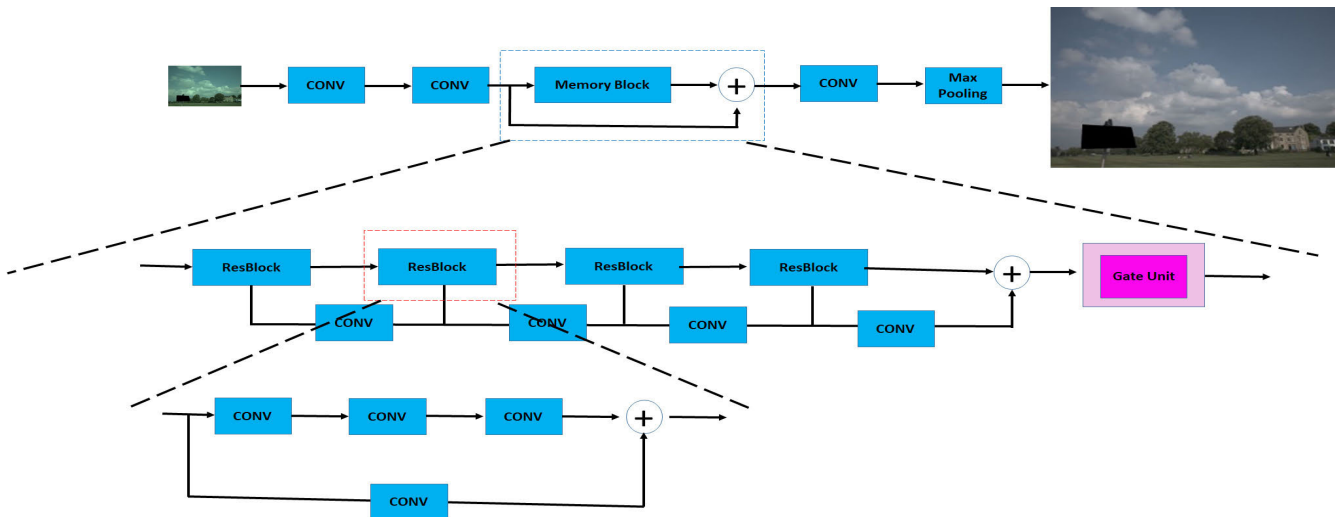 CONV
CONV
Memory Block
+
CONV
Max
Pooling
ResBlock
ResBlock
ResBlock
ResBlock
+
Gate Unit
CONV
CONV
CONV
CONV
CONV
CONV
CONV
+
CONV